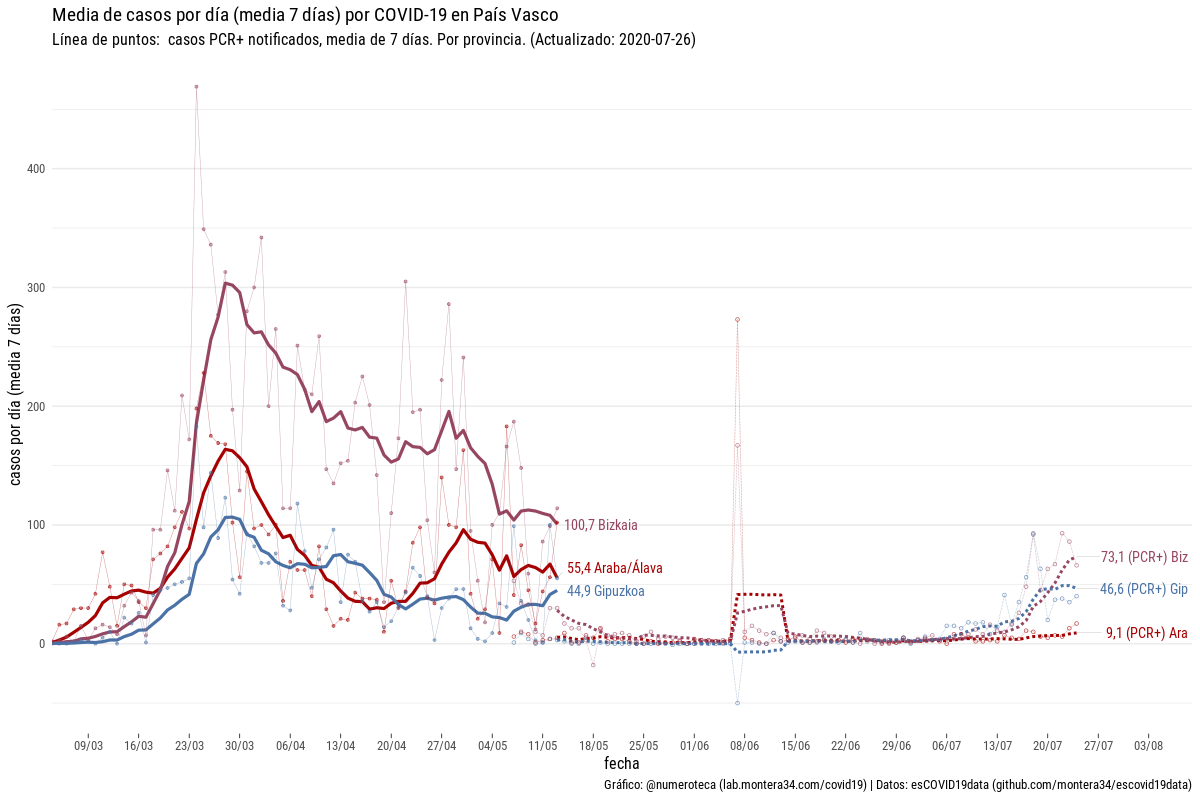 Media de casos por día (media 7 días) por COVID-19 en País Vasco
Línea de puntos:  casos PCR+ notificados, media de 7 días. Por provincia. (Actualizado: 2020-07-26)
casos por día (media 7 días)
400
300
200
100
0
100,7 Bizkaia
55,4 Araba/Álava
44,9 Gipuzkoa
73,1 (PCR+) Biz
46,6 (PCR+) Gip
9,1 (PCR+) Ara
09/03 16/03 23/03 30/03 06/04 13/04 20/04 27/04 04/05 11/05 18/05 25/05 01/06 08/06 15/06 22/06 29/06 06/07 13/07 20/07 27/07 03/08
fecha
Gráfico: @numeroteca (lab.montera34.com/covid19) | Datos: esCOVID19data (github.com/montera34/escovid19data)